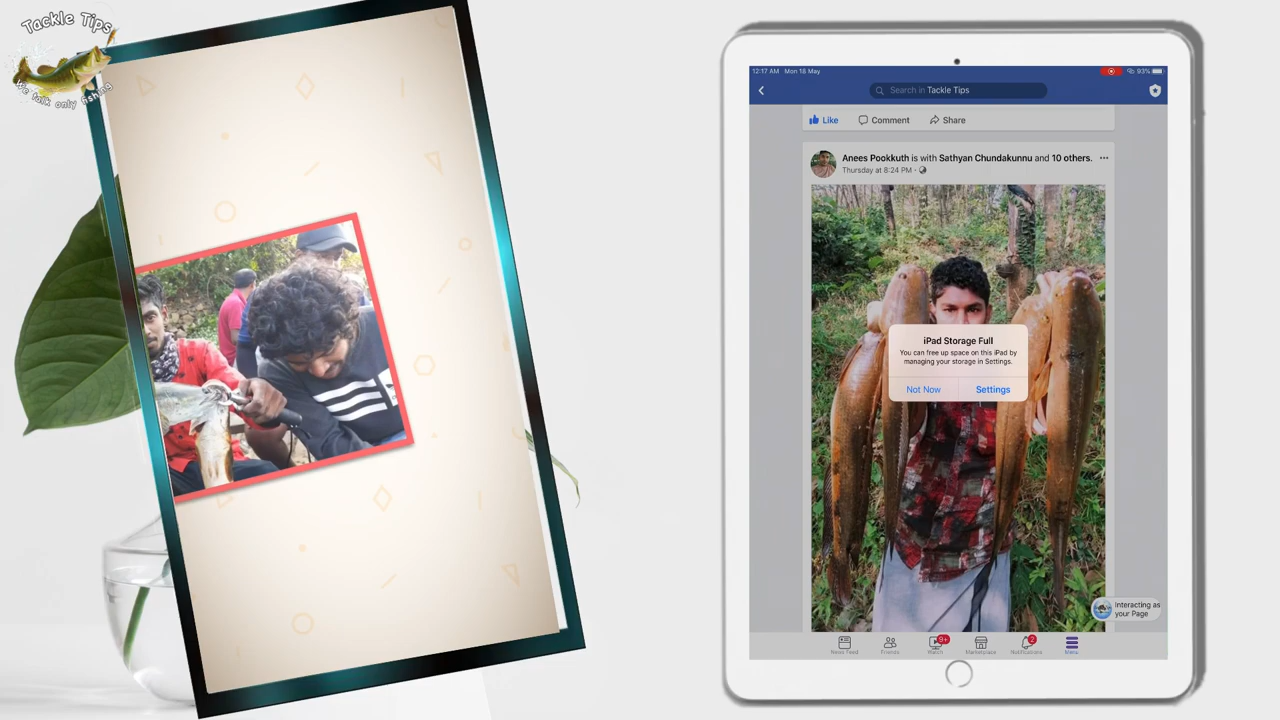 Tackle Tips
We talk only fishing
12:17 AM Mon 18 May
93%
Search in Tackle Tips
Like Comment Share
Anees Pookkuth is with Sathyan Chundakunnu and 10 others.
Thursday at 8:24 PM
iPad Storage Full
You can free up space on this iPad by
managing your storage in Settings.
Not Now Settings
Interacting as
your Page
9+ 2
News Feed Friends Watch Marketplace Notifications Menu